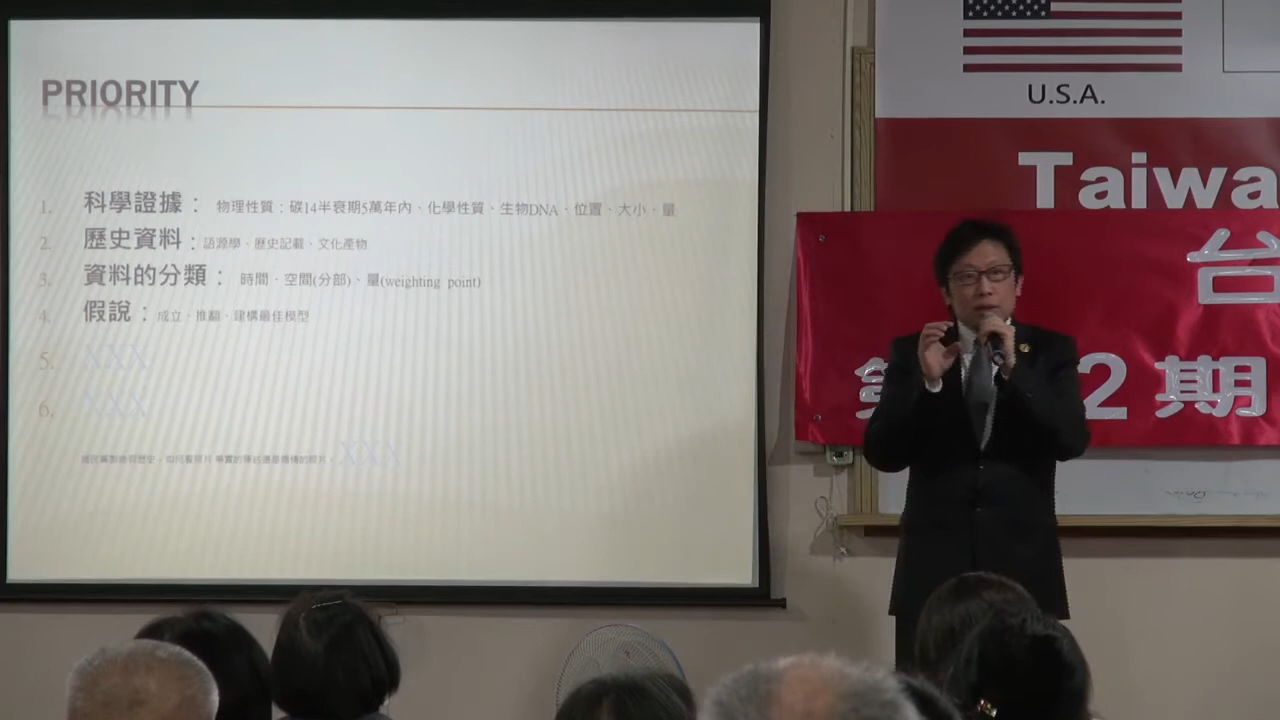 PRIORITY
1. 科學證據： 物理性質：碳14半衰期5萬年內、化學性質、生物DNA、位置、大小、量
2. 歷史資料：語源學、歷史記載、文化產物
3. 資料的分類： 時間、空間(分部)、量(weighting point)
4. 假說：成立、推翻、建構最佳模型
5. XXX
6. XXX
XXX
U.S.A.
Taiwa
台
2期